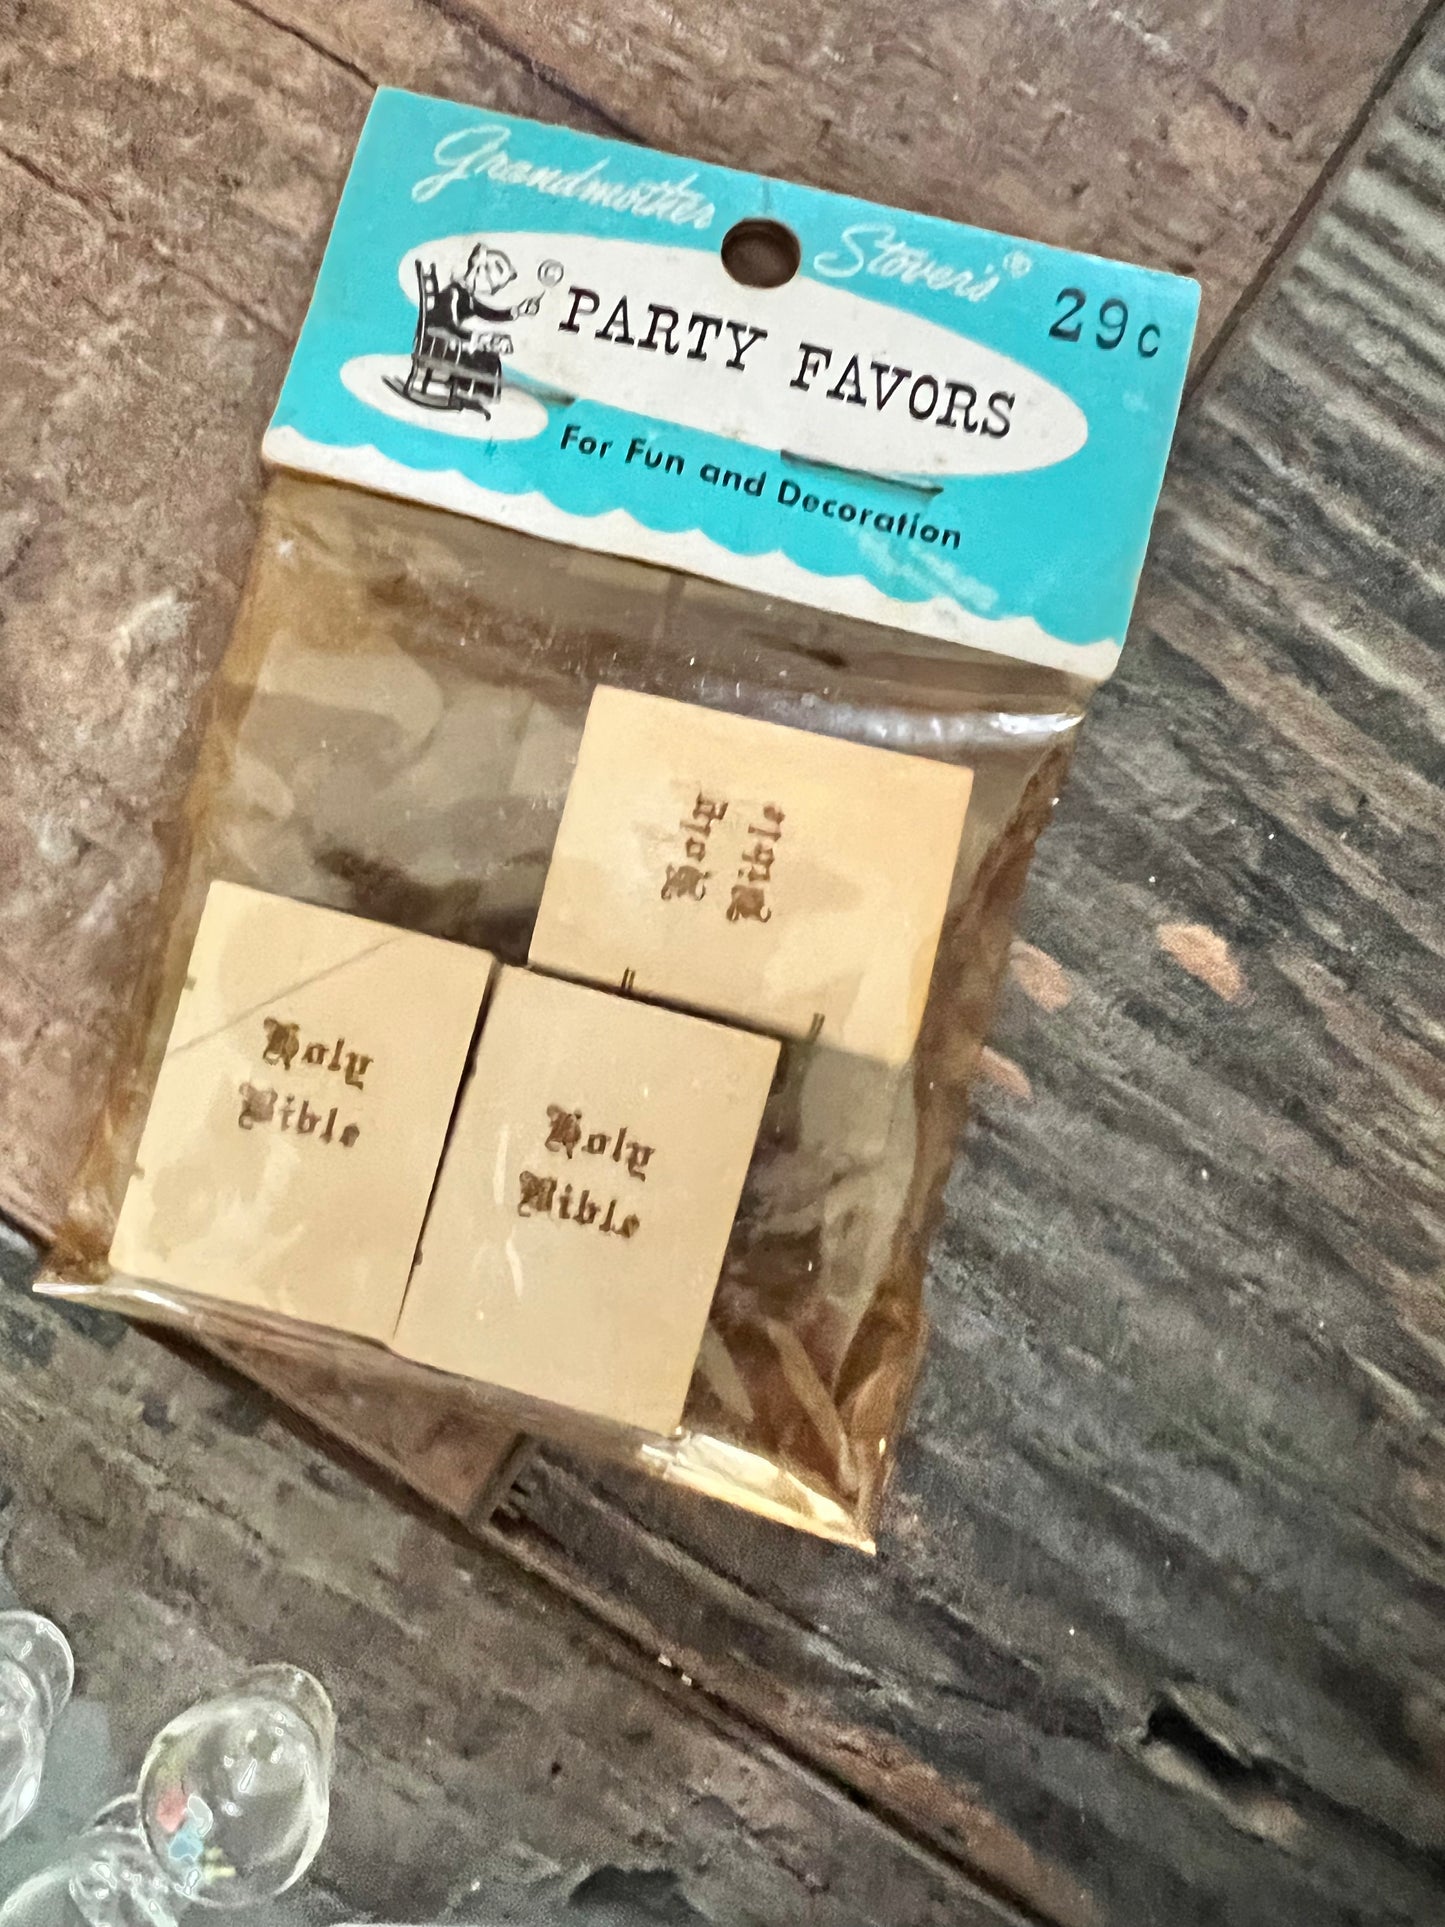 Grandmother Stover's®
29c
©
PARTY FAVORS
For Fun and Decoration
Holy
Bible
Holy
Bible
Holy
Bible